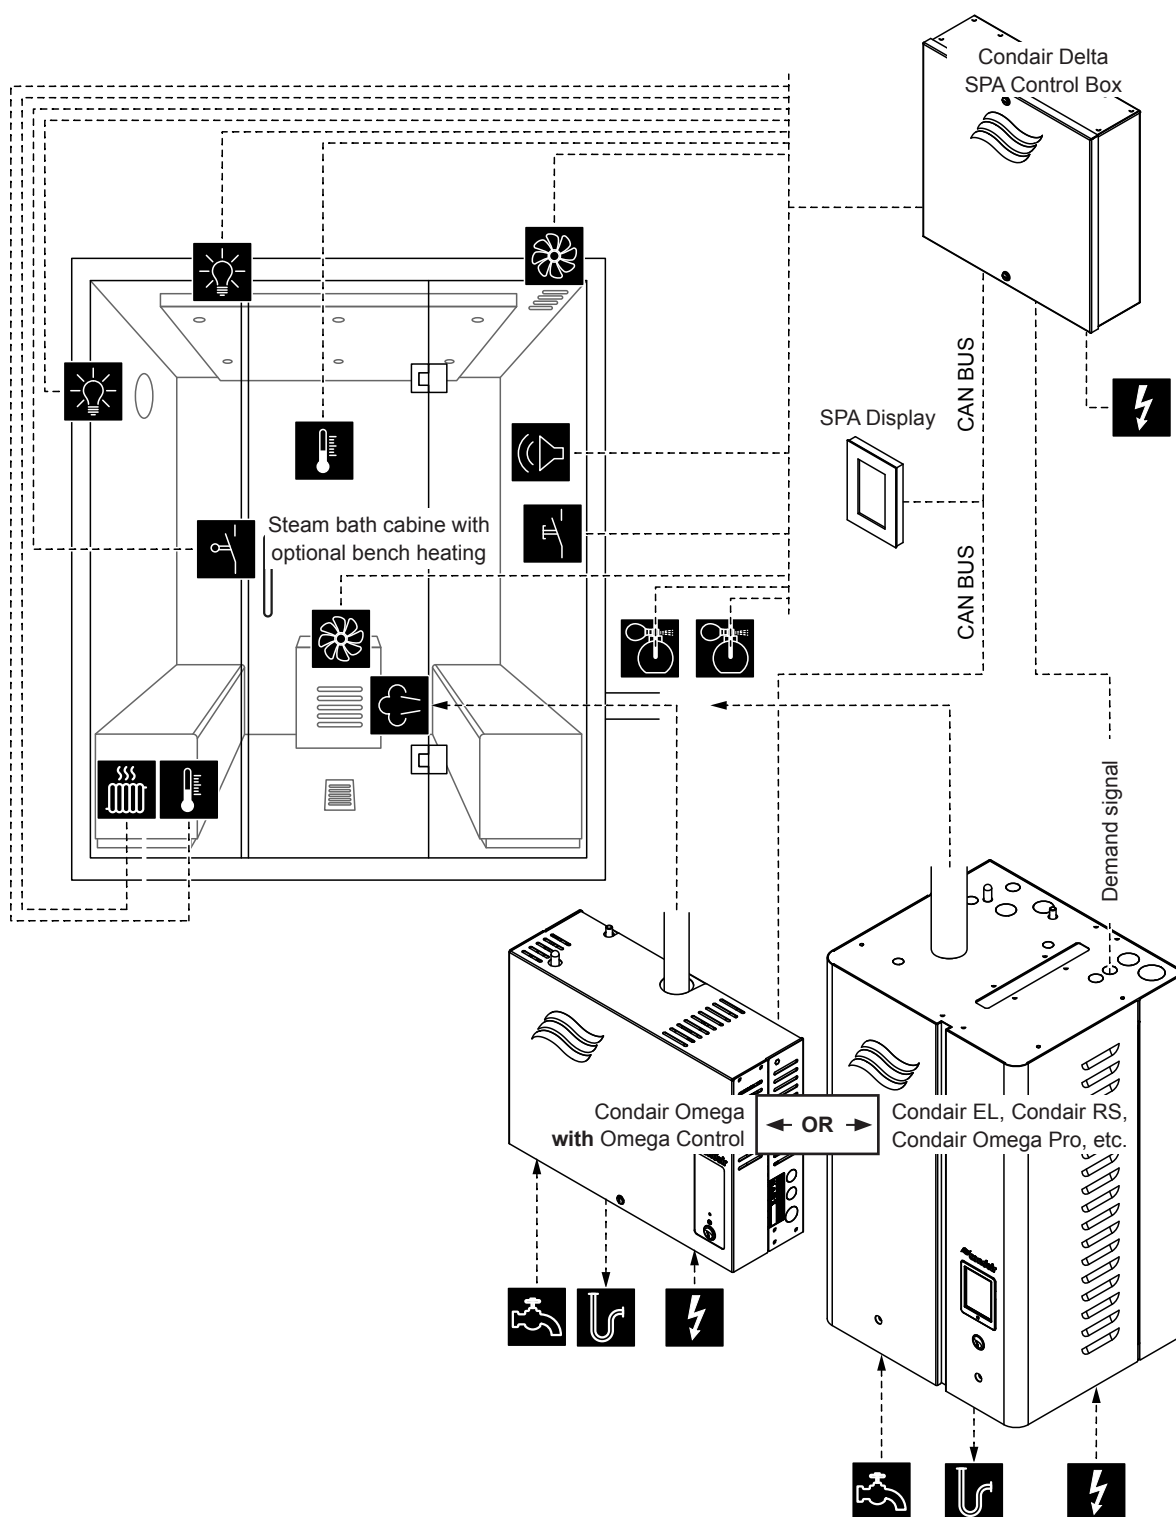 Condair Delta
SPA Control Box
CAN BUS
SPA Display
Steam bath cabine with
optional bench heating
CAN BUS
Demand signal
Condair Omega
with Omega Control
OR
Condair EL, Condair RS,
Condair Omega Pro, etc.